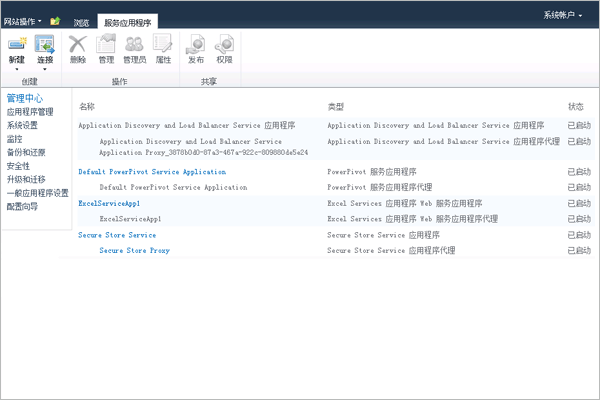 网站操作 浏览 服务应用程序 系统帐户
新建 连接 删除 管理 管理员 属性 发布 权限
创建 操作 共享
管理中心
应用程序管理
系统设置
监控
备份和还原
安全性
升级和迁移
一般应用程序设置
配置向导
名称 类型 状态
Application Discovery and Load Balancer Service 应用程序 Application Discovery and Load Balancer Service 应用程序 已启动
Application Discovery and Load Balancer Service Application Discovery and Load Balancer Service 应用程序代理 已启动
Application Proxy_3878b0d0-87a3-467a-922c-809880de5e24
Default PowerPivot Service Application PowerPivot 服务应用程序 已启动
Default PowerPivot Service Application PowerPivot 服务应用程序代理 已启动
ExcelServiceApp1 Excel Services 应用程序 Web 服务应用程序 已启动
ExcelServiceApp1 Excel Services 应用程序 Web 服务应用程序代理 已启动
Secure Store Service Secure Store Service 应用程序 已启动
Secure Store Proxy Secure Store Service 应用程序代理 已启动